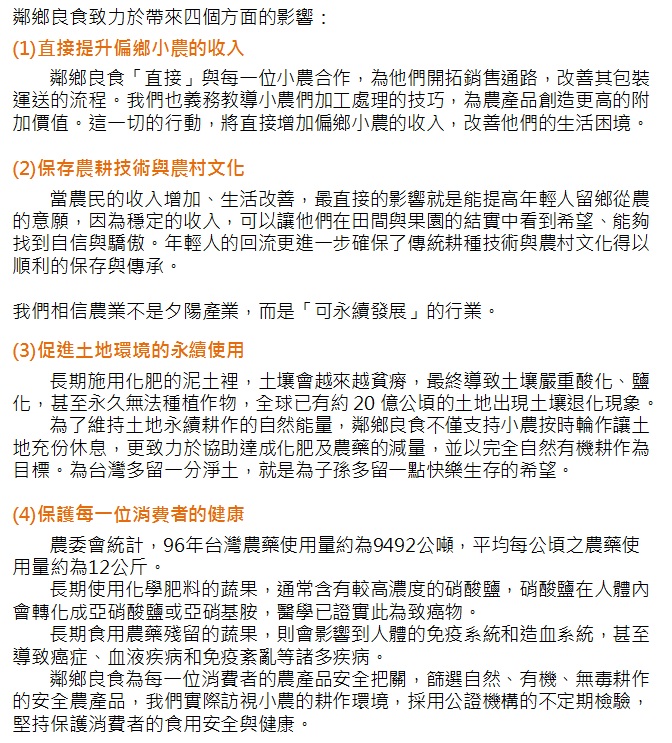 鄰鄉良食致力於帶來四個方面的影響：
(1)直接提升偏鄉小農的收入
鄰鄉良食「直接」與每一位小農合作，為他們開拓銷售通路，改善其包裝
運送的流程。我們也義務教導小農們加工處理的技巧，為農產品創造更高的附
加價值。這一切的行動，將直接增加偏鄉小農的收入，改善他們的生活困境。
(2)保存農耕技術與農村文化
當農民的收入增加、生活改善，最直接的影響就是能提高年輕人留鄉從農
的意願，因為穩定的收入，可以讓他們在田間與果園的結實中看到希望、能夠
找到自信與驕傲。年輕人的回流更進一步確保了傳統耕種技術與農村文化得以
順利的保存與傳承。
我們相信農業不是夕陽產業，而是「可永續發展」的行業。
(3)促進土地環境的永續使用
長期施用化肥的泥土裡，土壤會越來越貧瘠，最終導致土壤嚴重酸化、鹽
化，甚至永久無法種植作物，全球已有約 20 億公頃的土地出現土壤退化現象。
為了維持土地永續耕作的自然能量，鄰鄉良食不僅支持小農按時輪作讓土
地充份休息，更致力於協助達成化肥及農藥的減量，並以完全自然有機耕作為
目標。為台灣多留一分淨土，就是為子孫多留一點快樂生存的希望。
(4)保護每一位消費者的健康
農委會統計，96年台灣農藥使用量約為9492公噸，平均每公頃之農藥使
用量約為12公斤。
長期使用化學肥料的蔬果，通常含有較高濃度的硝酸鹽，硝酸鹽在人體內
會轉化成亞硝酸鹽或亞硝基胺，醫學已證實此為致癌物。
長期食用農藥殘留的蔬果，則會影響到人體的免疫系統和造血系統，甚至
導致癌症、血液疾病和免疫紊亂等諸多疾病。
鄰鄉良食為每一位消費者的農產品安全把關，篩選自然、有機、無毒耕作
的安全農產品，我們實際訪視小農的耕作環境，採用公證機構的不定期檢驗，
堅持保護消費者的食用安全與健康。